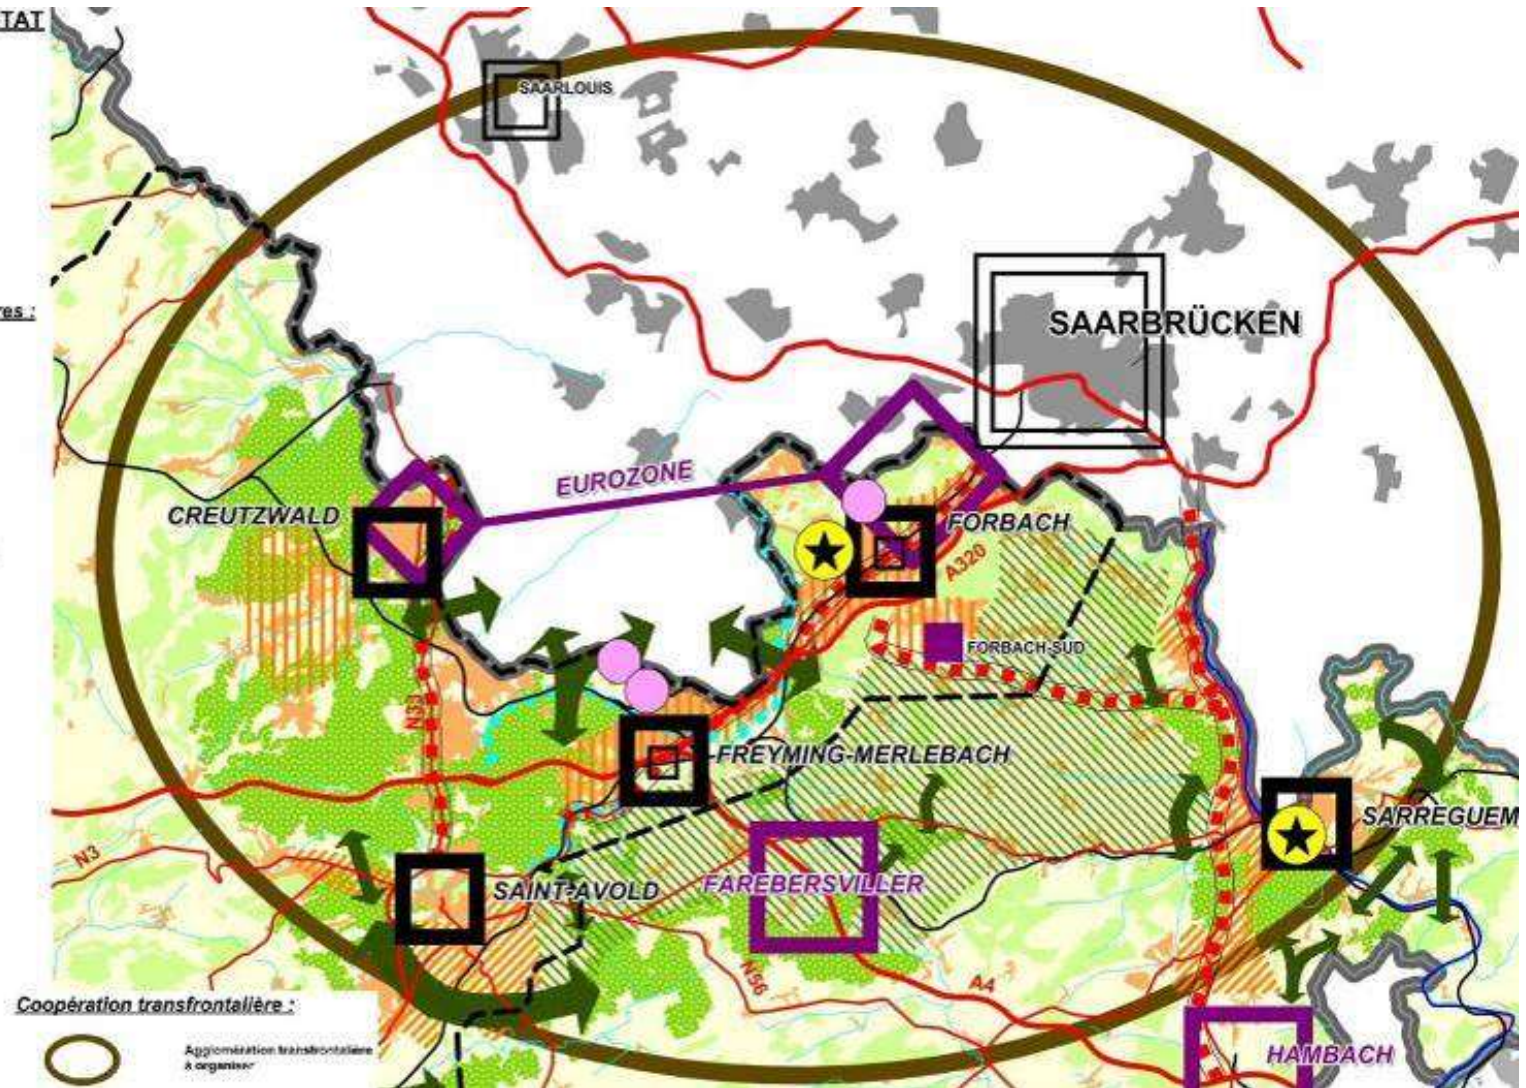 TAT
SAARLOUIS
res :
SAARBRÜCKEN
EUROZONE
CREUTZWALD
FORBACH
A320
FORBACH-SUD
N33
FREYMING-MERLEBACH
SARREGUEM
N3
SAINT-AVOLD
FAREBERSVILLER
N56
A4
Coopération transfrontalière :
Agglomération transfrontalière
à organiser
HAMBACH